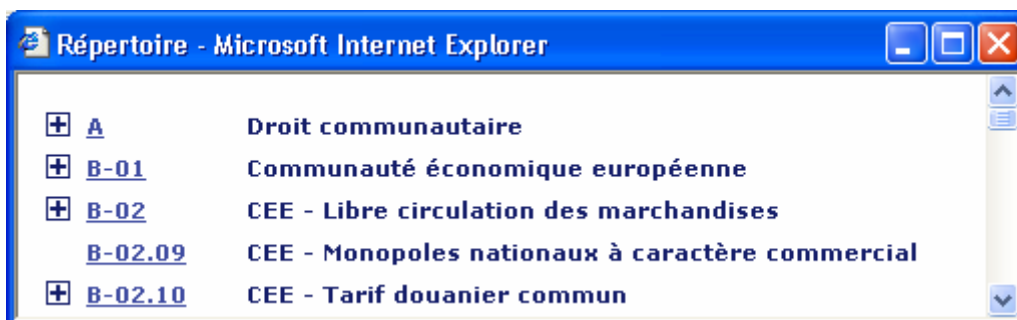 Répertoire - Microsoft Internet Explorer
A Droit communautaire
B-01 Communauté économique européenne
B-02 CEE - Libre circulation des marchandises
B-02.09 CEE - Monopoles nationaux à caractère commercial
B-02.10 CEE - Tarif douanier commun